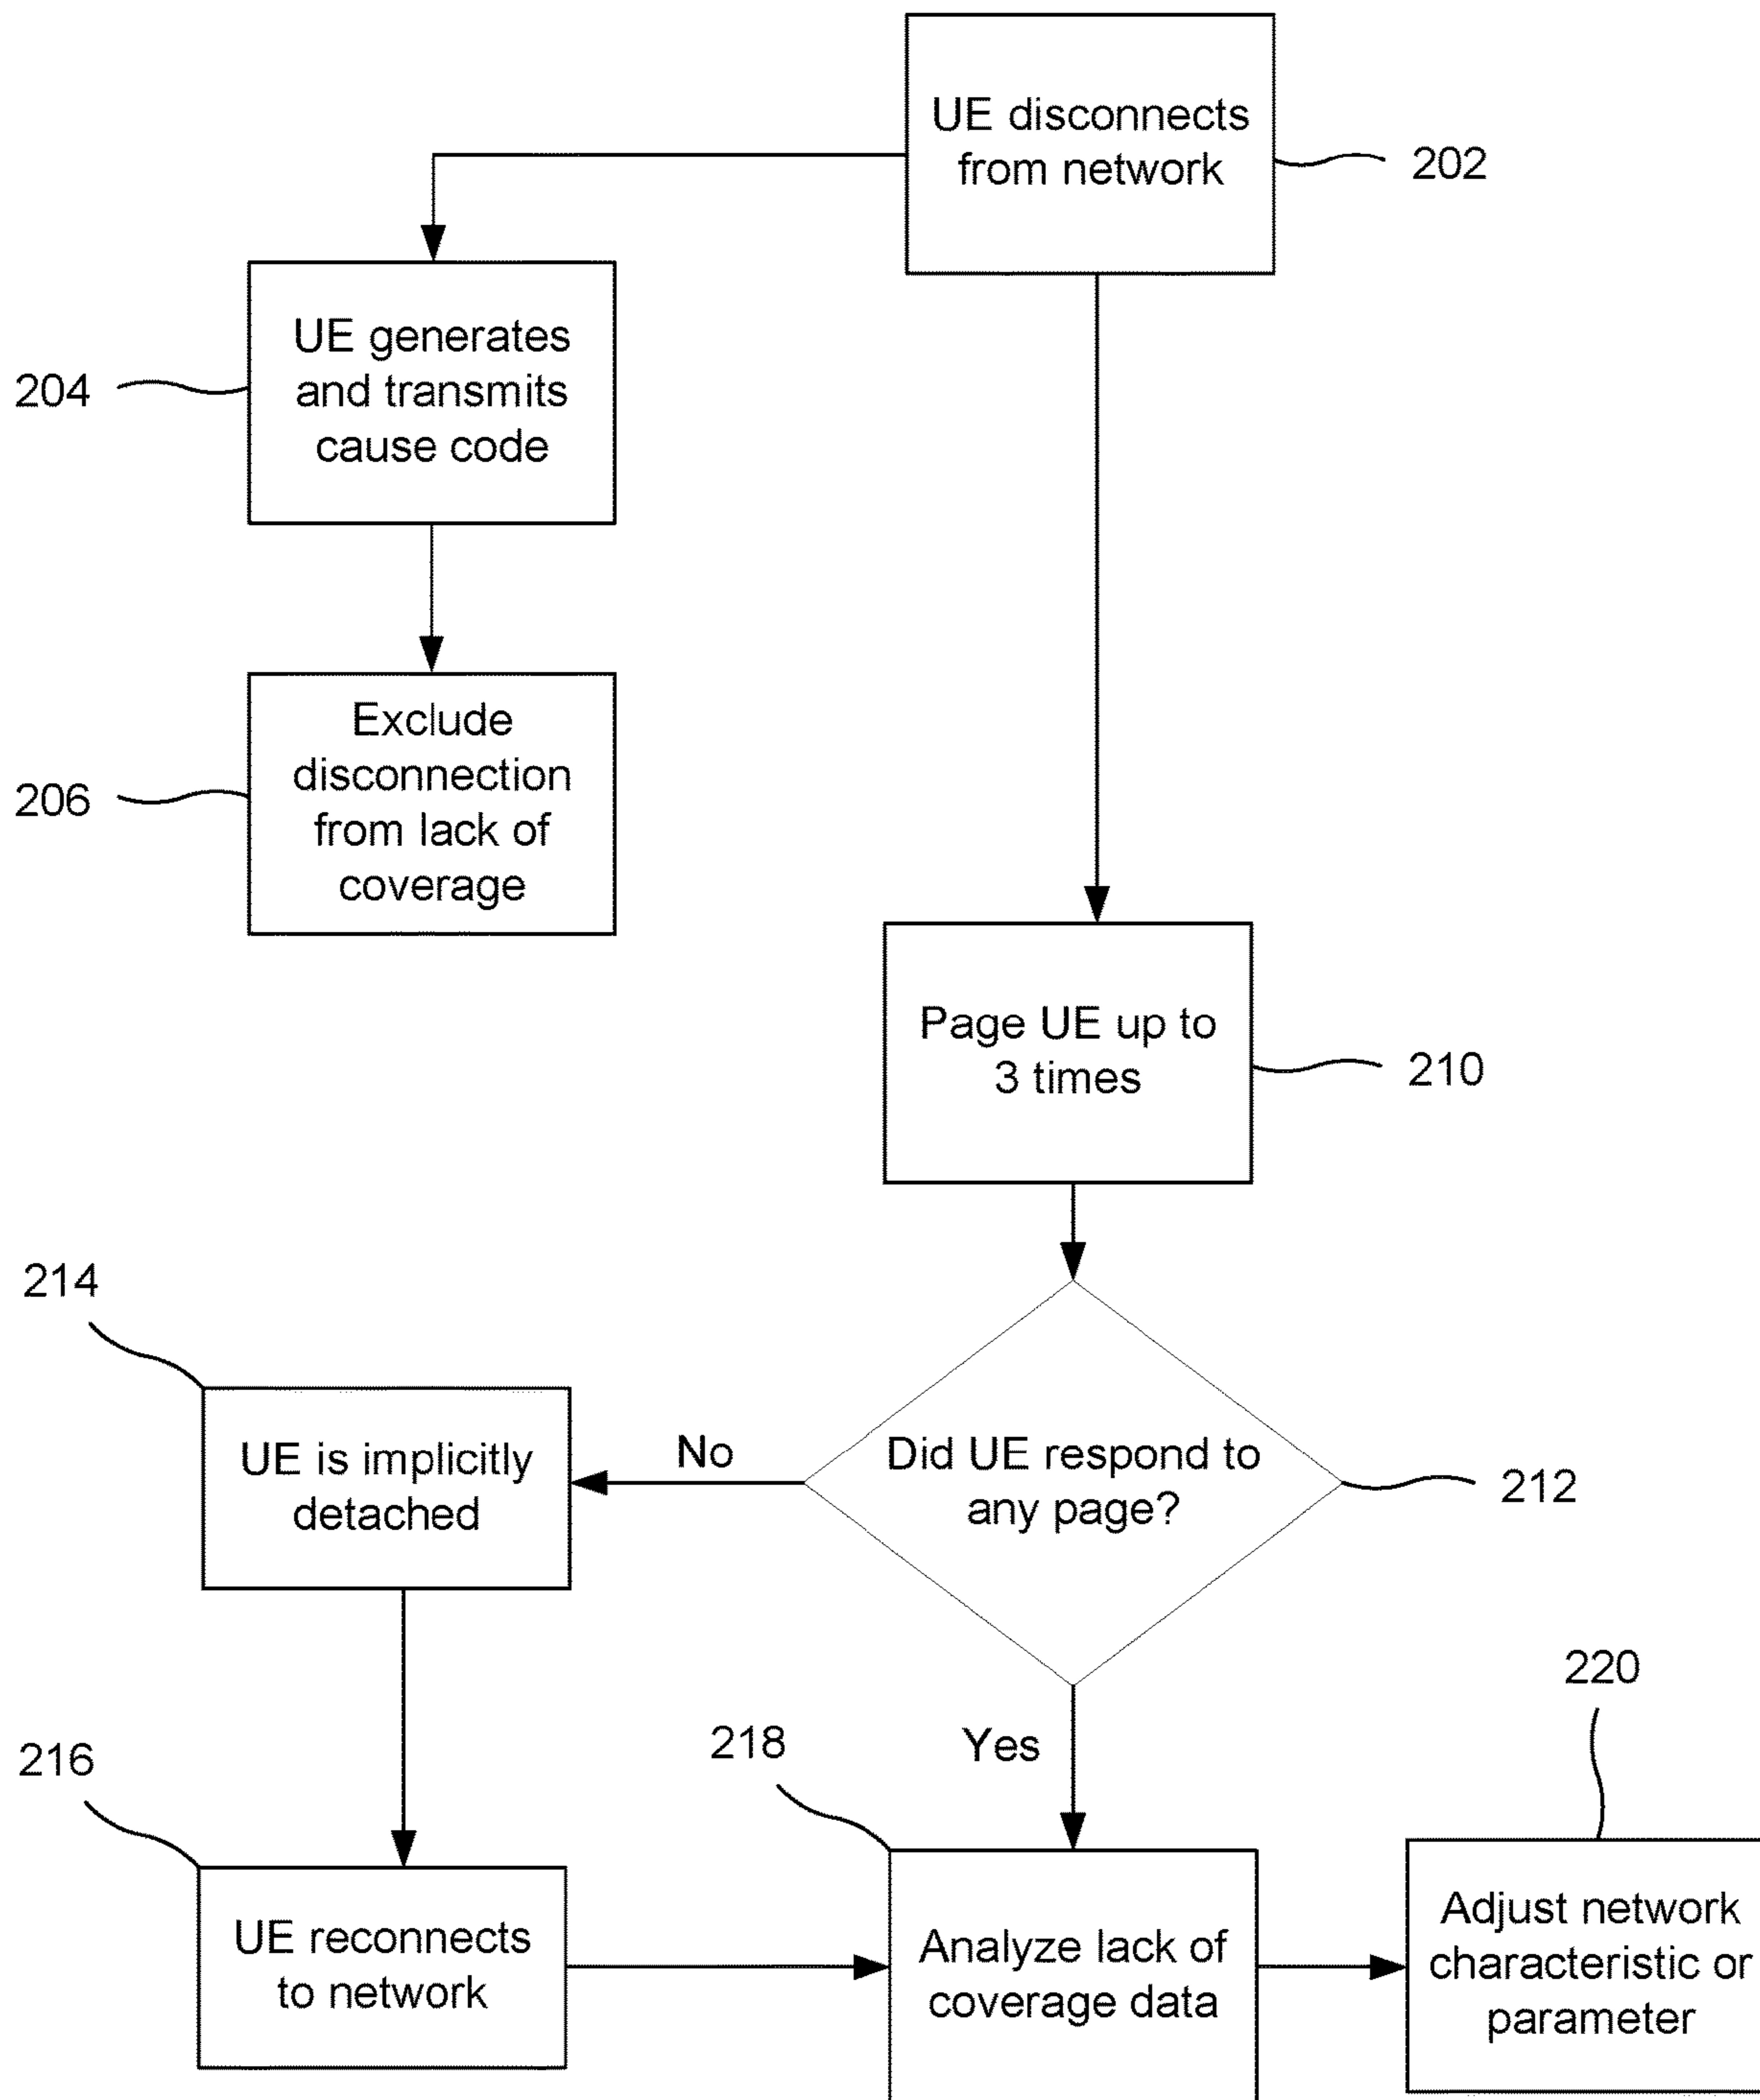 UE disconnects
from network
202
UE generates
and transmits
cause code
204
Exclude
disconnection
from lack of
coverage
206
Page UE up to
3 times
210
214
UE is implicitly
detached
No
Did UE respond to
any page?
212
Yes
216
UE reconnects
to network
218
Analyze lack of
coverage data
220
Adjust network
characteristic or
parameter